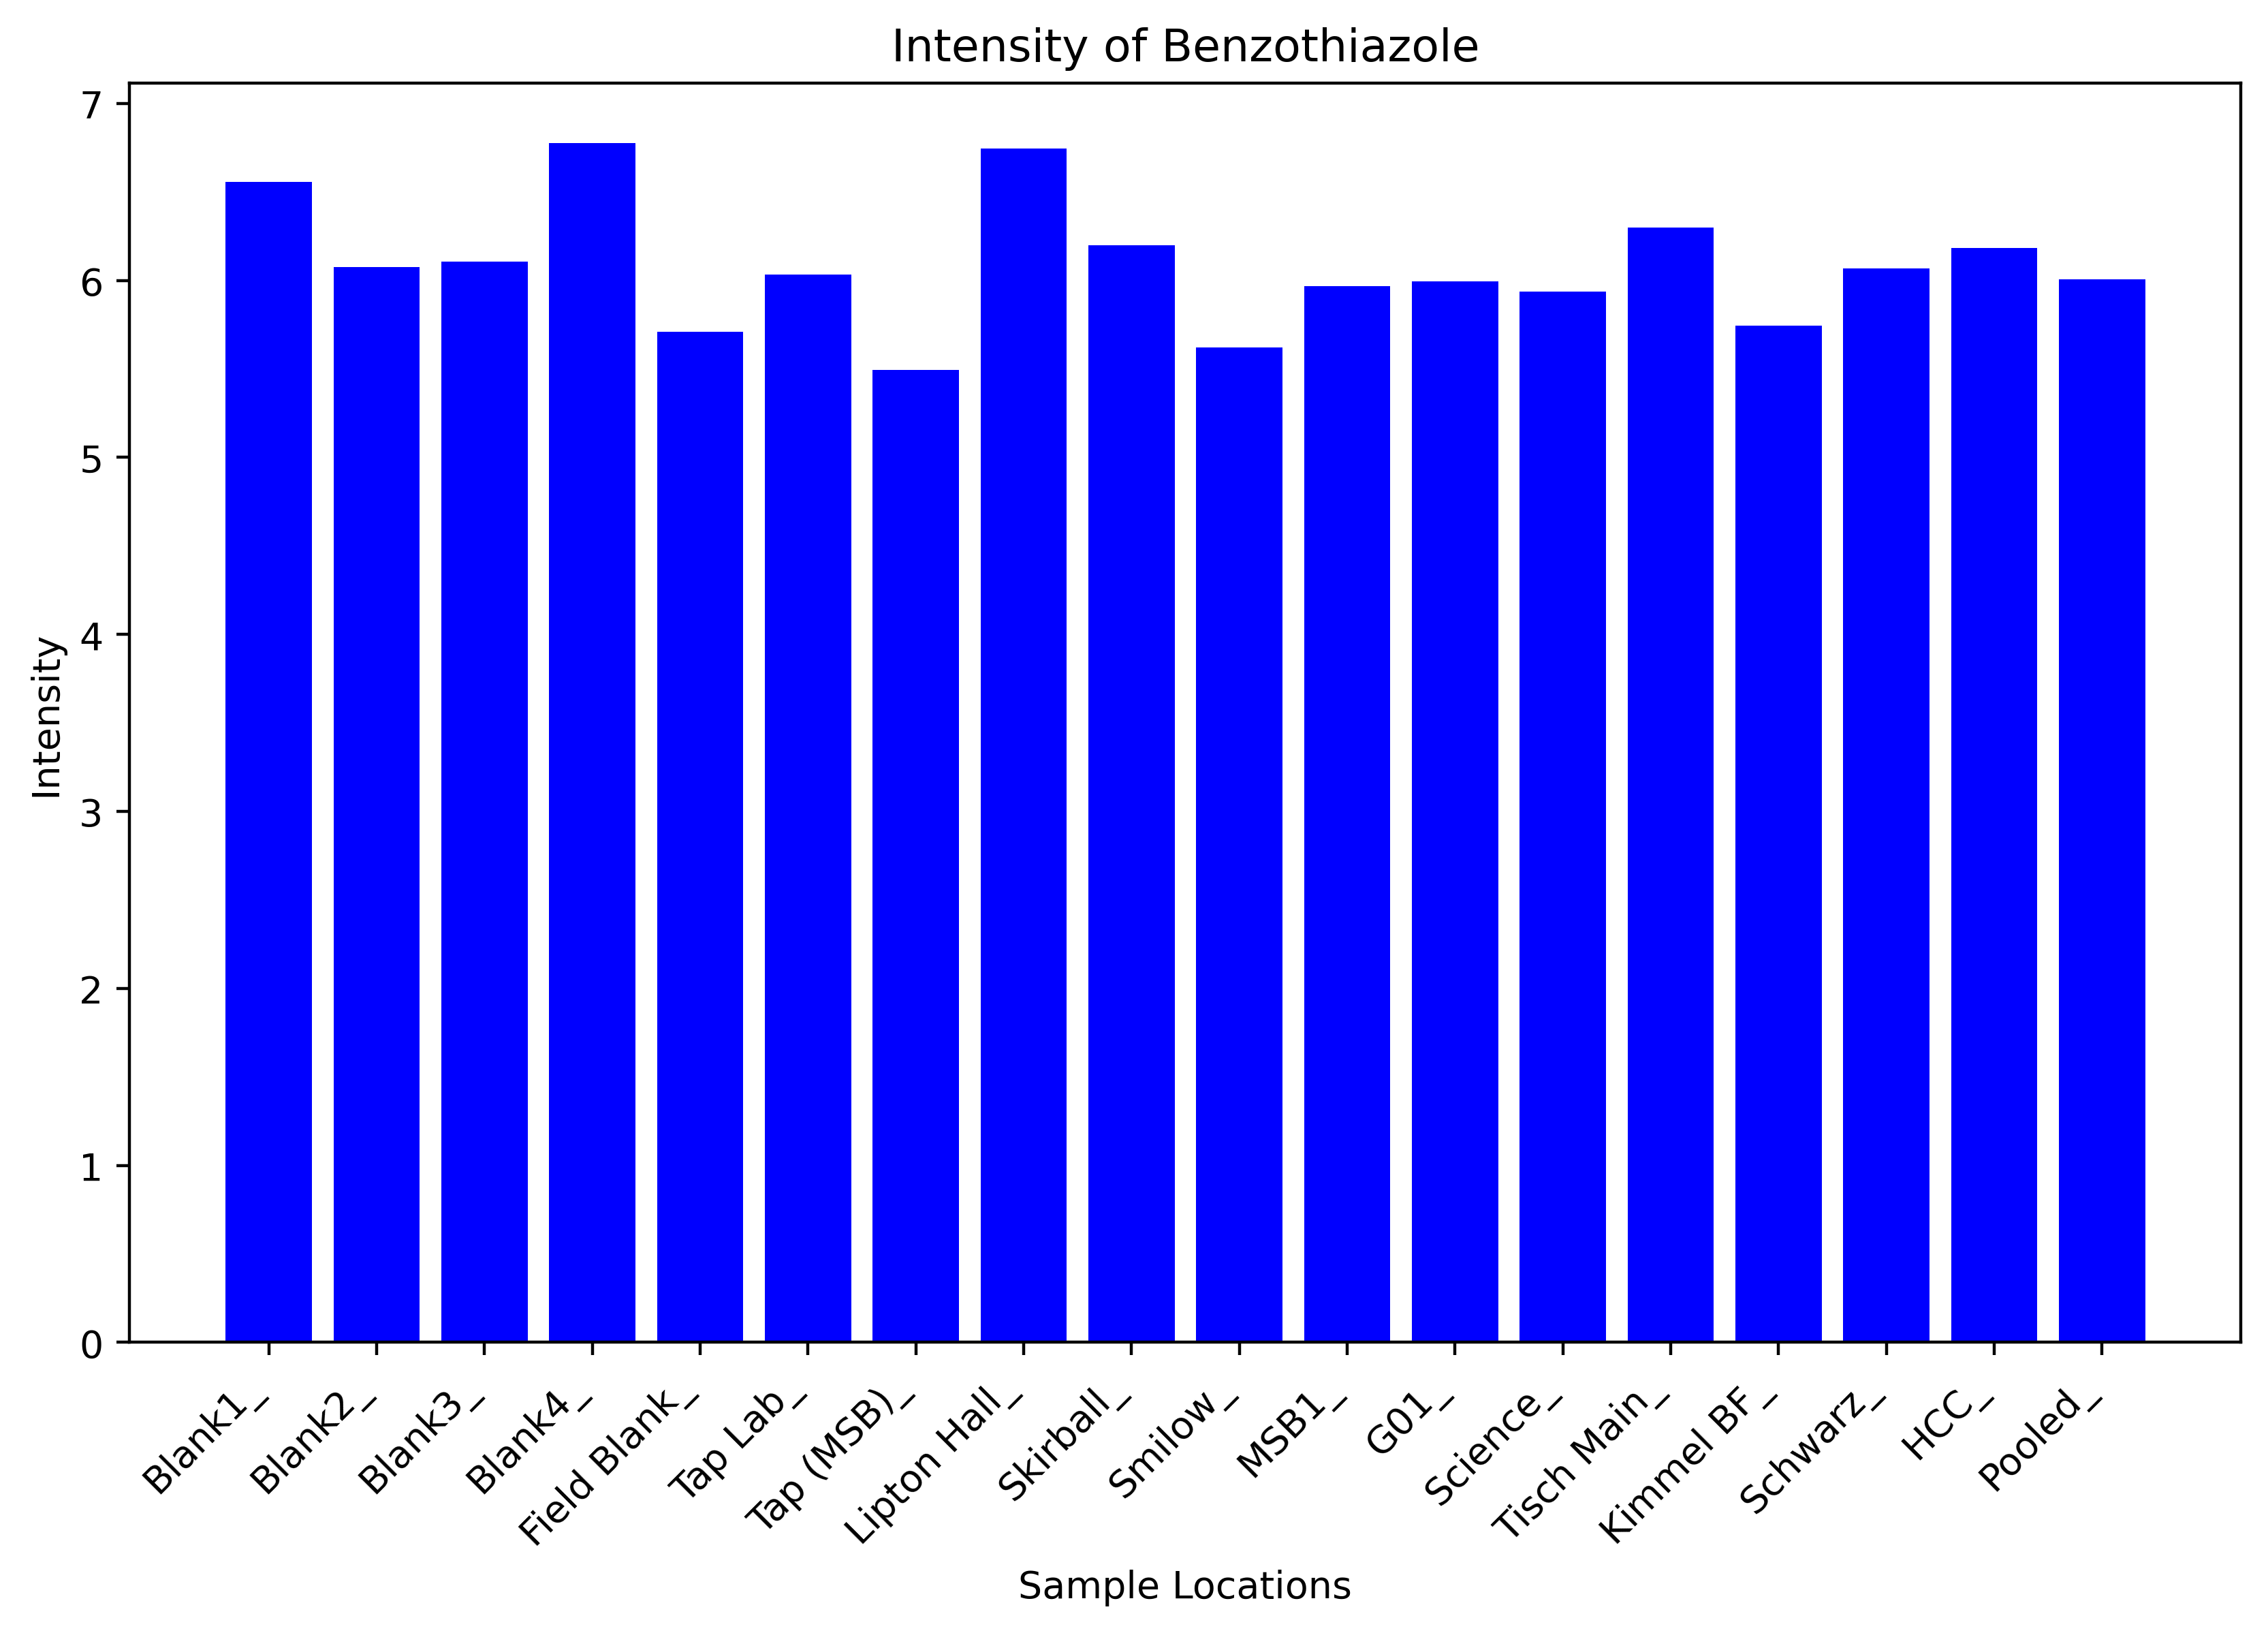 Intensity of Benzothiazole
7
6
5
4
3
2
1
0
Intensity
Blank1_
Blank2_
Blank3_
Blank4_
Field Blank_
Tap Lab_
Tap (MSB)_
Lipton Hall_
Skirball_
Smilow_
MSB1_
G01_
Science_
Tisch Main_
Kimmel BF_
Schwarz_
HCC_
Pooled_
Sample Locations